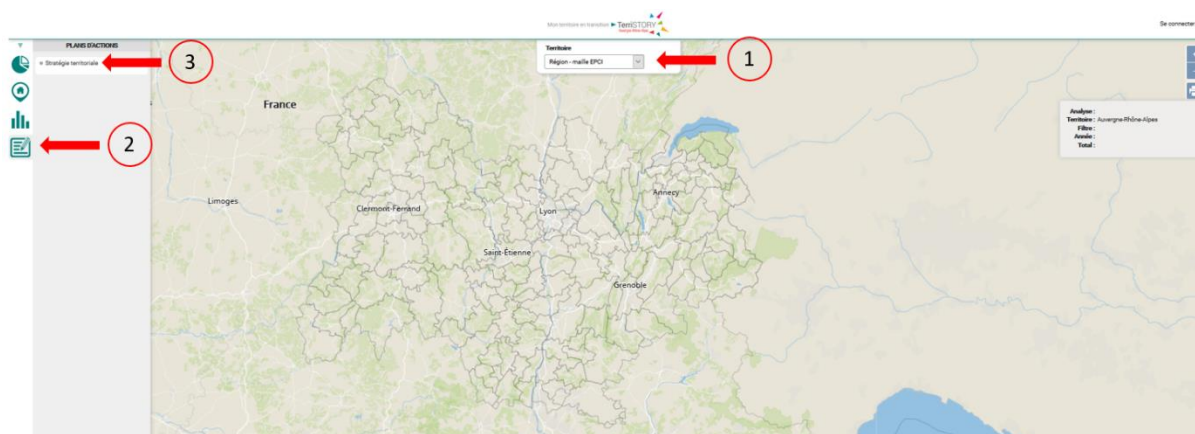 Mon territoire en transition
TerriSTORY
Se connecter
PLANS D'ACTIONS
Stratégie territoriale
3
Territoire
Région - maille EPCI
1
2
France
Analyse :
Territoire : Auvergne-Rhône-Alpes
Filtre :
Année :
Total :
Limoges
Clermont-Ferrand
Lyon
Annecy
Saint-Étienne
Grenoble